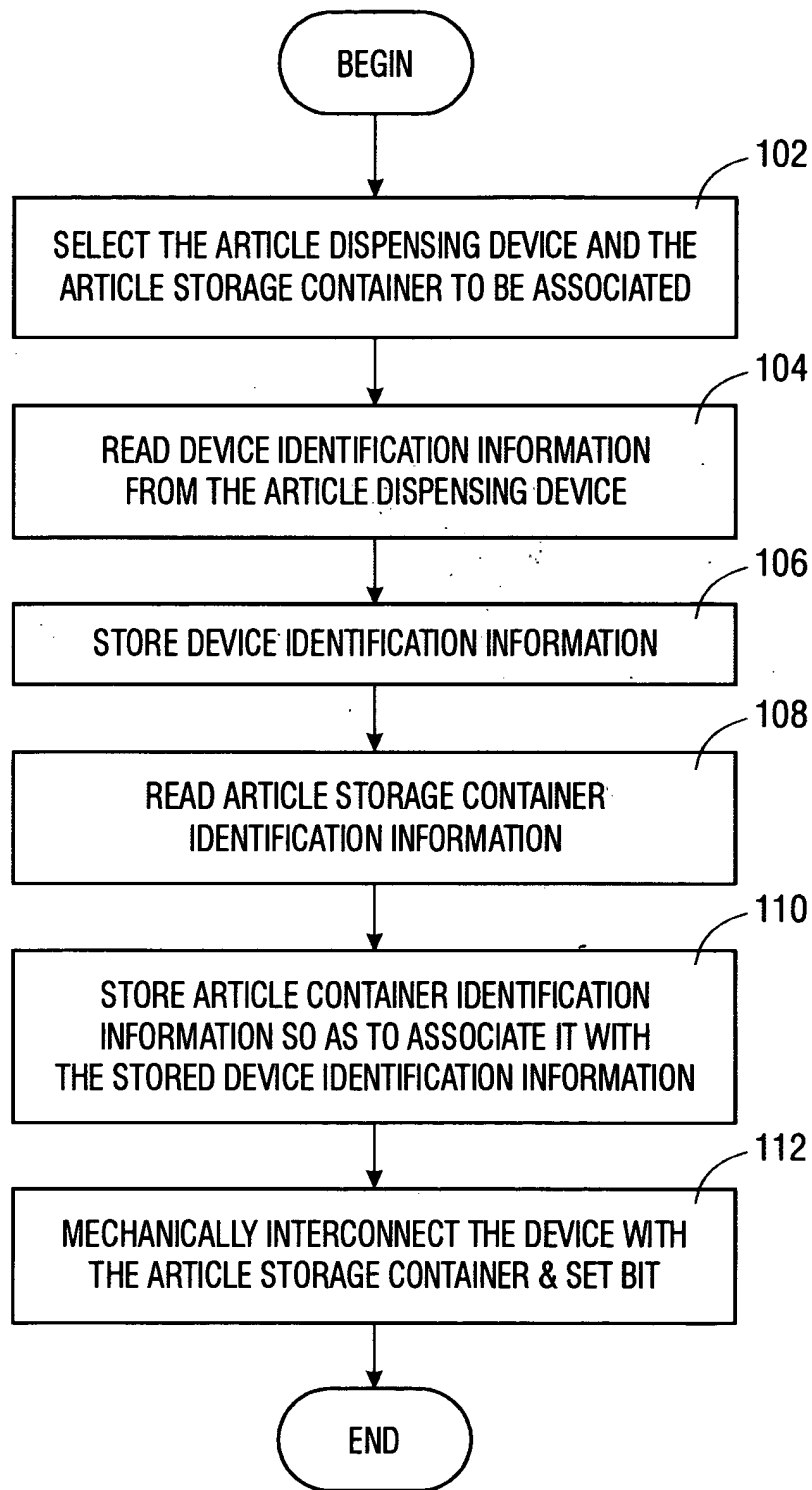 BEGIN
102
SELECT THE ARTICLE DISPENSING DEVICE AND THE
ARTICLE STORAGE CONTAINER TO BE ASSOCIATED
104
READ DEVICE IDENTIFICATION INFORMATION
FROM THE ARTICLE DISPENSING DEVICE
106
STORE DEVICE IDENTIFICATION INFORMATION
108
READ ARTICLE STORAGE CONTAINER
IDENTIFICATION INFORMATION
110
STORE ARTICLE CONTAINER IDENTIFICATION
INFORMATION SO AS TO ASSOCIATE IT WITH
THE STORED DEVICE IDENTIFICATION INFORMATION
112
MECHANICALLY INTERCONNECT THE DEVICE WITH
THE ARTICLE STORAGE CONTAINER & SET BIT
END